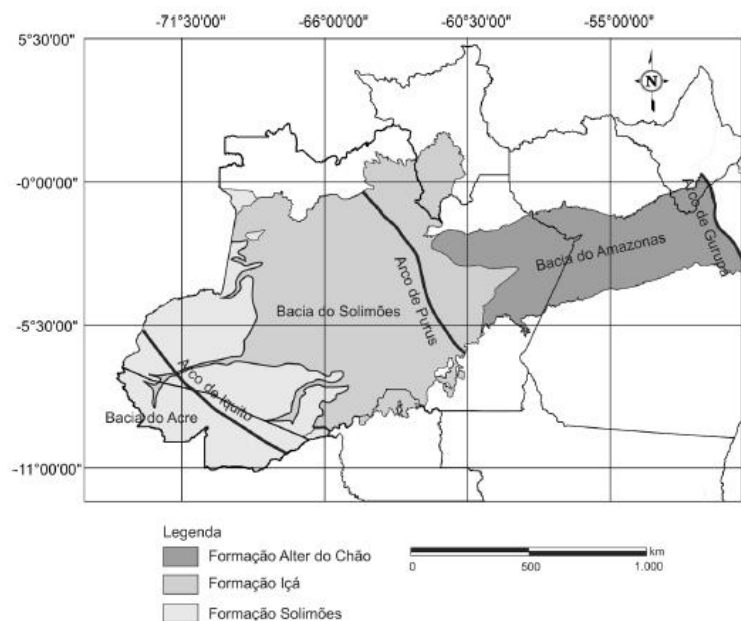 -71°30'00" -66°00'00" -60°30'00" -55°00'00"
5°30'00"
N
-0°00'00"
Arco de Gurupá
Bacia do Amazonas
Arco de Purus
Bacia do Solimões
-5°30'00"
Arco de Iquito
Bacia do Acre
-11°00'00"
Legenda
Formação Alter do Chão
Formação Içá
Formação Solimões
km
0 500 1.000